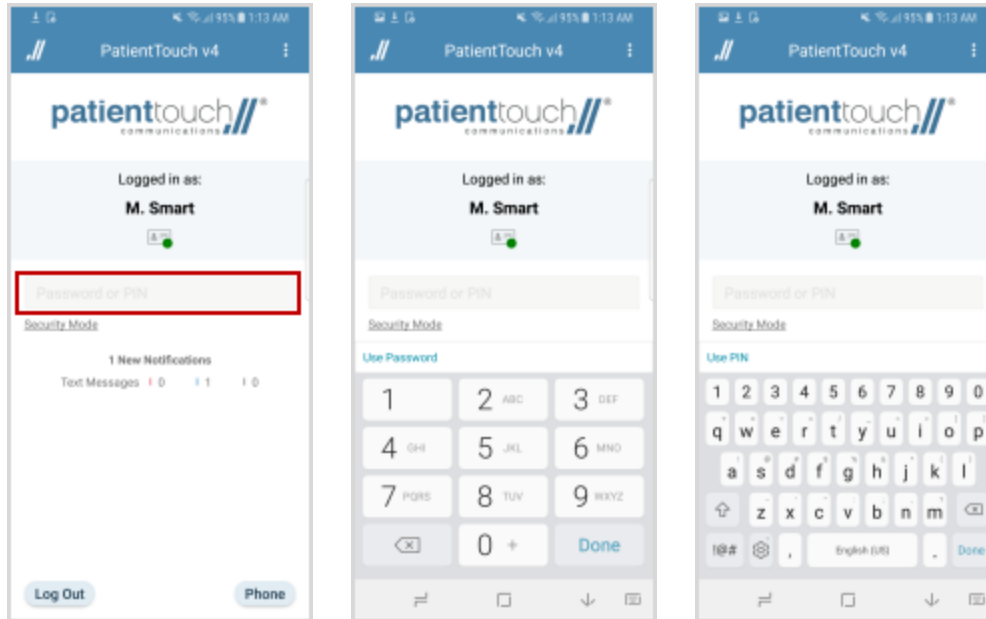 95% 1:13 AM
PatientTouch v4
patienttouch®
communications
Logged in as:
M. Smart
Password or PIN
Security Mode
1 New Notifications
Text Messages ! 0 ! 1 ! 0
Log Out Phone
95% 1:13 AM
PatientTouch v4
patienttouch®
communications
Logged in as:
M. Smart
Password or PIN
Security Mode
Use Password
1 2 ABC 3 DEF
4 GHI 5 JKL 6 MNO
7 PQRS 8 TUV 9 WXYZ
0 + Done
95% 1:13 AM
PatientTouch v4
patienttouch®
communications
Logged in as:
M. Smart
Password or PIN
Security Mode
Use PIN
1 2 3 4 5 6 7 8 9 0
q w e r t y u i o p
a s d f g h j k l
z x c v b n m
!@# , English (US) . Done